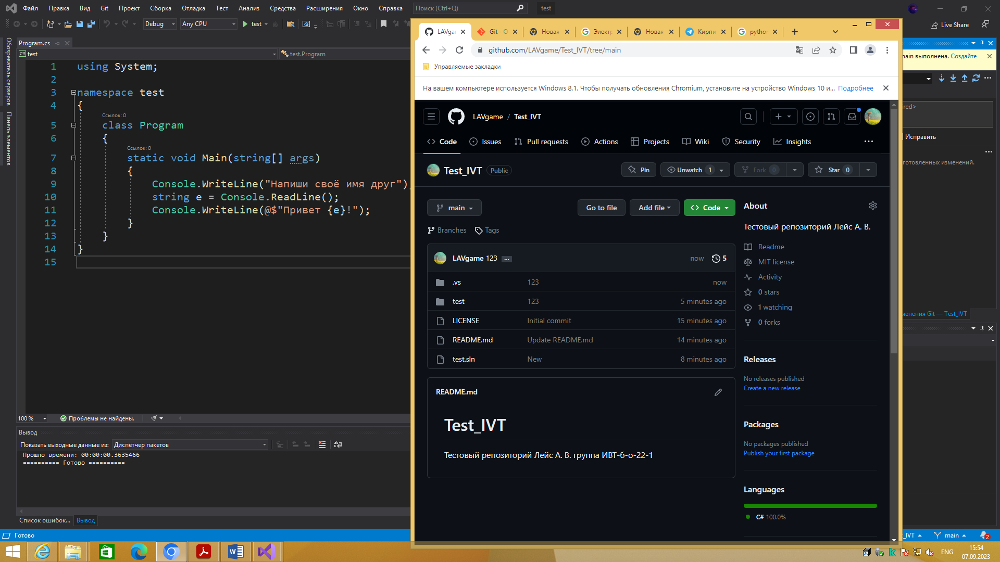 Файл Правка Вид Git Проект Сборка Отладка Тест Анализ Средства Расширения Окно Справка Поиск (Ctrl+Q) test
Debug Any CPU test Live Share
Обозреватель серверов
Панель элементов
Program.cs
test test.Program
1 using System;
2
3 namespace test
4 {
Ссылок: 0
5 class Program
6 {
Ссылок: 0
7 static void Main(string[] args)
8 {
9 Console.WriteLine("Напиши своё имя друг")
10 string e = Console.ReadLine();
11 Console.WriteLine(@$"Привет {e}!");
12 }
13 }
14 }
15
100 % Проблемы не найдены.
Вывод
Показать выходные данные из: Диспетчер пакетов
Прошло времени: 00:00:00.3635466
========== Готово ==========
Список ошибок... Вывод
Готово
LAVga Git - О Новая Электр Новая Кирпи python
github.com/LAVgame/Test_IVT/tree/main
Управляемые закладки
На вашем компьютере используется Windows 8.1. Чтобы получать обновления Chromium, установите на устройство Windows 10 и... Подробнее
LAVgame / Test_IVT
Code Issues Pull requests Actions Projects Wiki Security Insights
Test_IVT Public Pin Unwatch 1 Fork 0 Star 0
main Go to file Add file Code
Branches Tags
LAVgame 123 ... now 5
.vs 123 now
test 123 5 minutes ago
LICENSE Initial commit 15 minutes ago
README.md Update README.md 14 minutes ago
test.sln New 8 minutes ago
README.md
Test_IVT
Тестовый репозиторий Лейс А. В. группа ИВТ-б-о-22-1
About
Тестовый репозиторий Лейс А. В.
Readme
MIT license
Activity
0 stars
1 watching
0 forks
Releases
No releases published
Create a new release
Packages
No packages published
Publish your first package
Languages
C# 100.0%
main выполнена. Создайте
red>
Исправить
готовленных изменений.
менения Git — Test_IVT
t_IVT main 2
ENG
15:54
07.09.2023